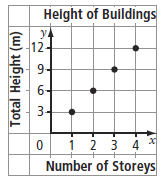 Height of Buildings
Total Height (m)
y
12
9
6
3
0 1 2 3 4 x
Number of Storeys